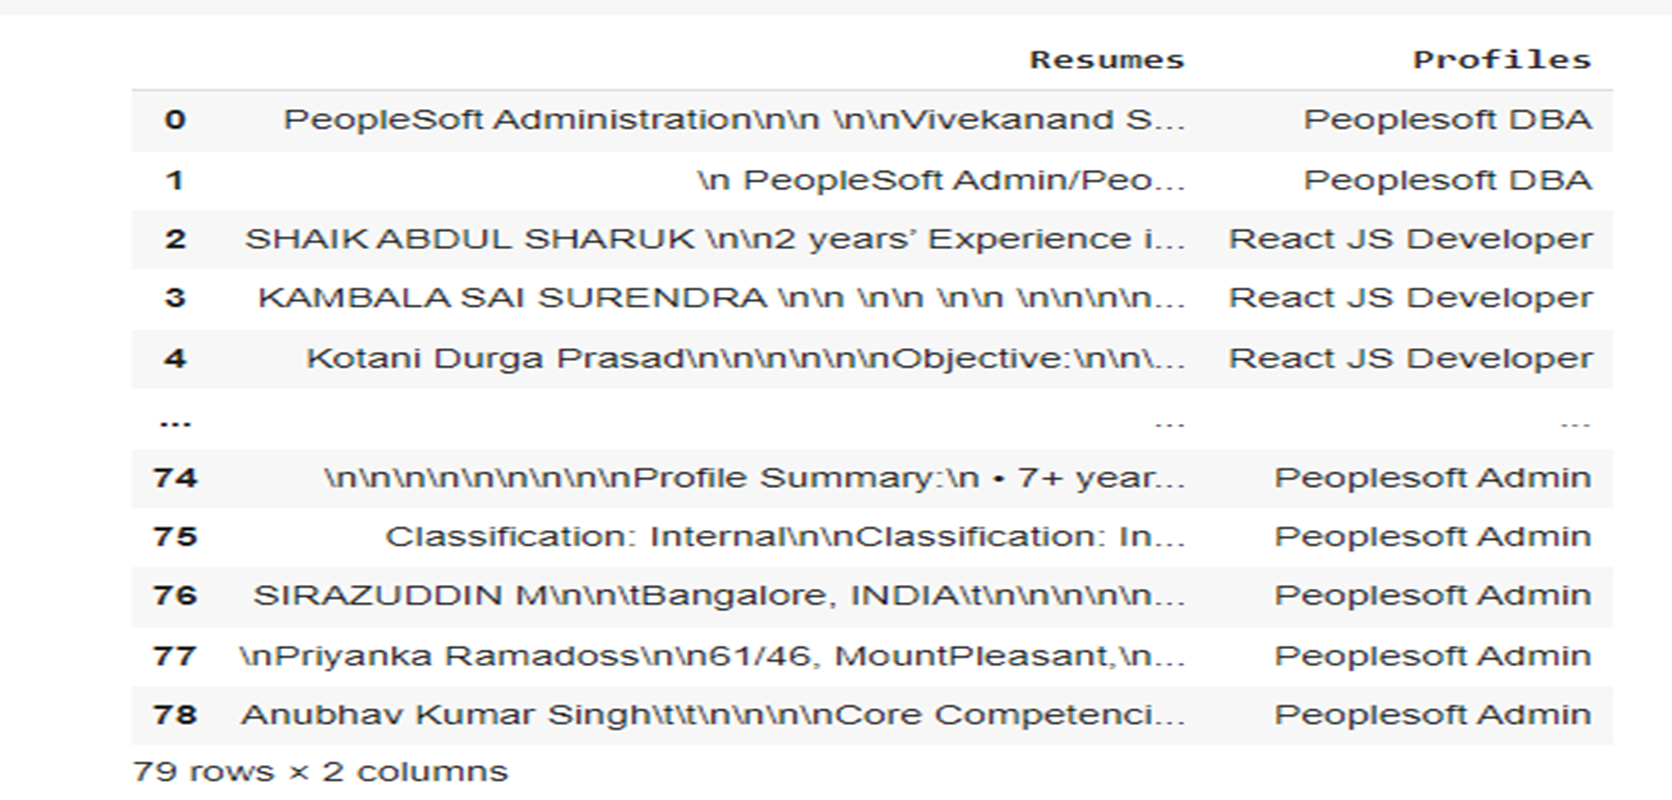 Resumes Profiles
0 PeopleSoft Administration\n\n \n\nVivekanand S... Peoplesoft DBA
1 \n PeopleSoft Admin/Peo... Peoplesoft DBA
2 SHAIK ABDUL SHARUK \n\n2 years’ Experience i... React JS Developer
3 KAMBALA SAI SURENDRA \n\n \n\n \n\n \n\n\n\n... React JS Developer
4 Kotani Durga Prasad\n\n\n\n\n\nObjective:\n\n\... React JS Developer
... ... ...
74 \n\n\n\n\n\n\n\n\nProfile Summary:\n • 7+ year... Peoplesoft Admin
75 Classification: Internal\n\nClassification: In... Peoplesoft Admin
76 SIRAZUDDIN M\n\n\tBangalore, INDIA\t\n\n\n\n\n... Peoplesoft Admin
77 \nPriyanka Ramadoss\n\n61/46, MountPleasant,\n... Peoplesoft Admin
78 Anubhav Kumar Singh\t\t\n\n\n\nCore Competenci... Peoplesoft Admin
79 rows × 2 columns